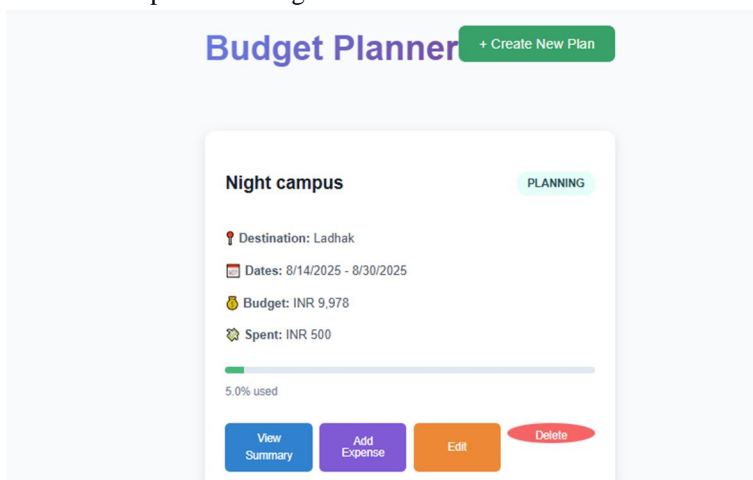 Budget Planner
+ Create New Plan
Night campus
PLANNING
Destination: Ladhak
Dates: 8/14/2025 - 8/30/2025
Budget: INR 9,978
Spent: INR 500
5.0% used
View
Summary
Add
Expense
Edit
Delete